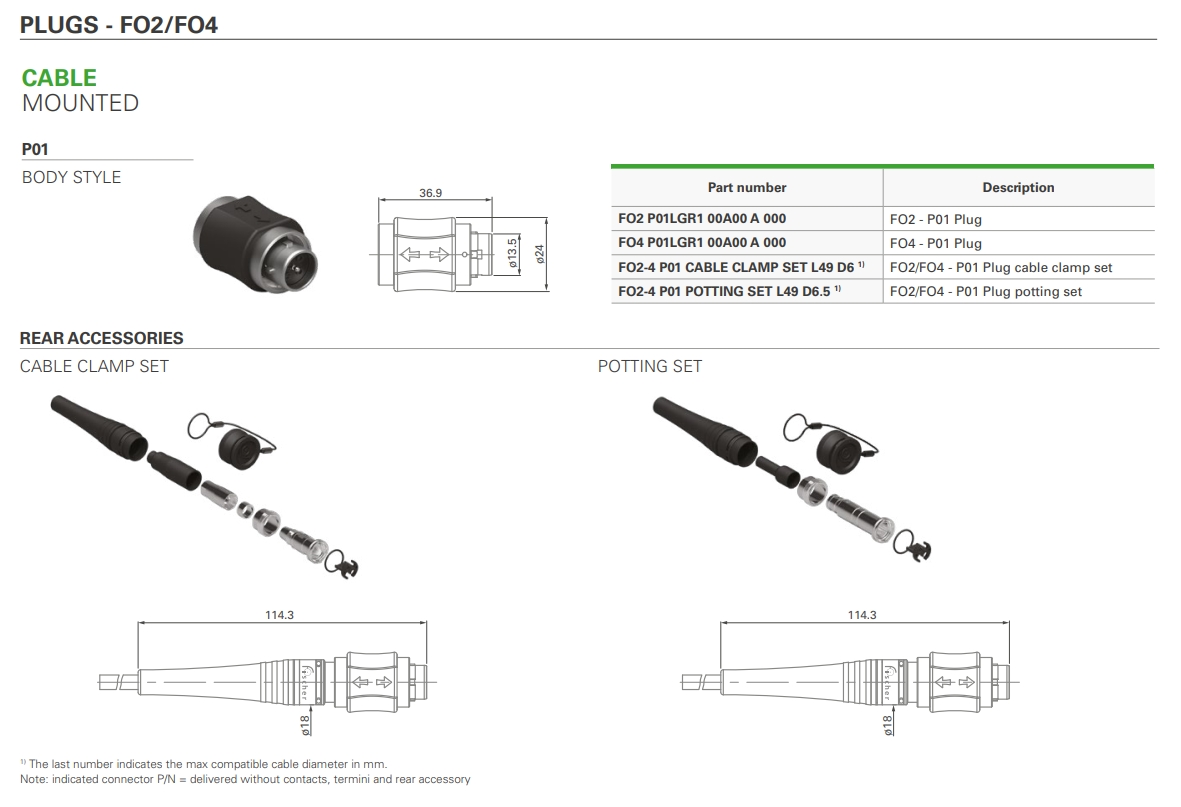 PLUGS - FO2/FO4
CABLE
MOUNTED
P01
BODY STYLE
36.9
ø13.5
ø24
Part number Description
FO2 P01LGR1 00A00 A 000 FO2 - P01 Plug
FO4 P01LGR1 00A00 A 000 FO4 - P01 Plug
FO2-4 P01 CABLE CLAMP SET L49 D6 1) FO2/FO4 - P01 Plug cable clamp set
FO2-4 P01 POTTING SET L49 D6.5 1) FO2/FO4 - P01 Plug potting set
REAR ACCESSORIES
CABLE CLAMP SET
POTTING SET
114.3
fischer
ø18
114.3
fischer
ø18
1) The last number indicates the max compatible cable diameter in mm.
Note: indicated connector P/N = delivered without contacts, termini and rear accessory